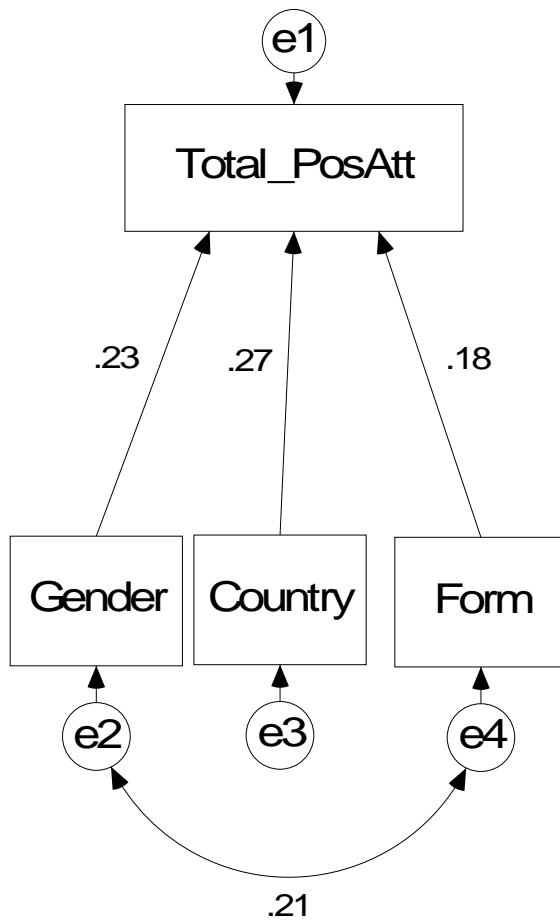 e1
Total_PosAtt
.23
.27
.18
Gender
Country
Form
e2
e3
e4
.21